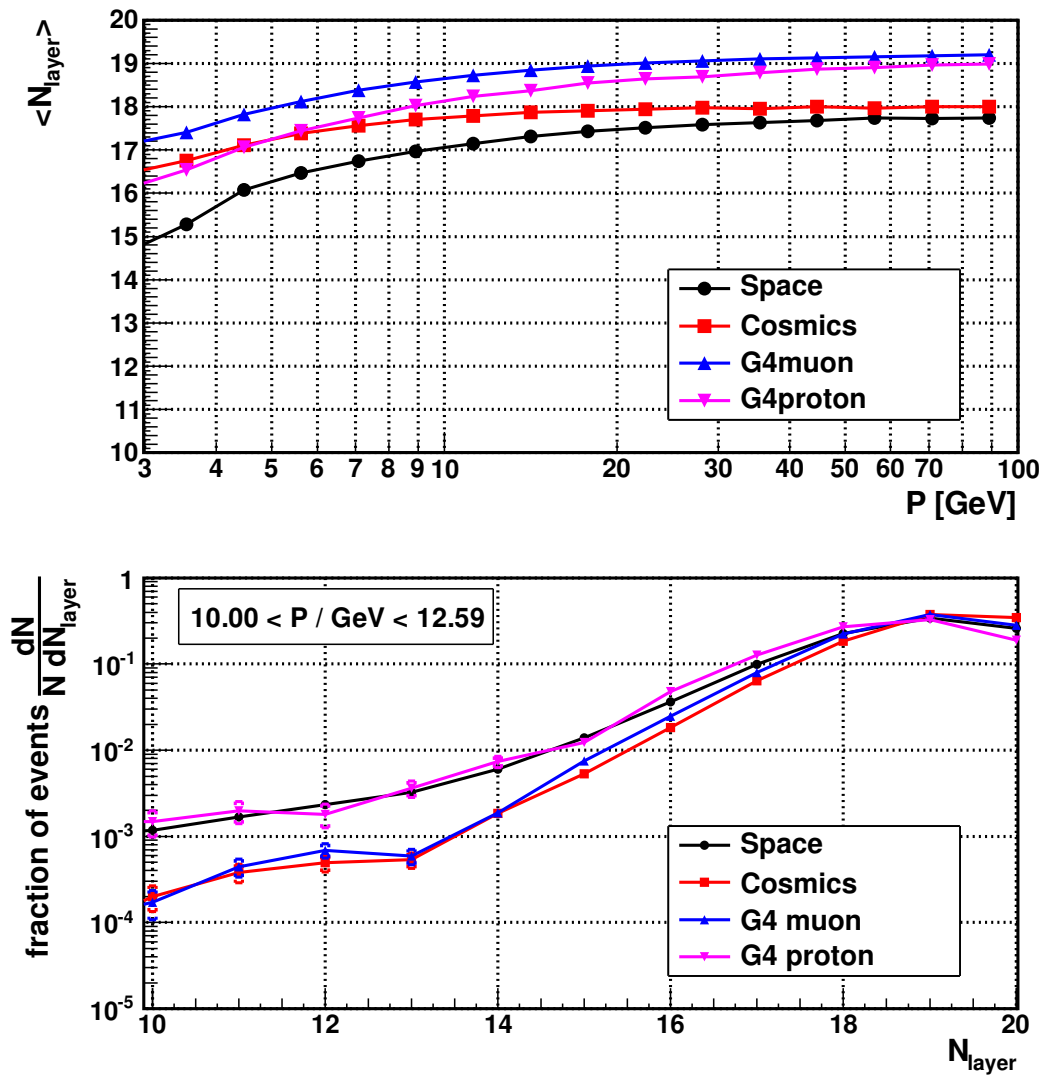 <N_layer>
20
19
18
17
16
15
14
13
12
11
10
Space
Cosmics
G4muon
G4proton
3 4 5 6 7 8 9 10 20 30 40 50 60 70 100
P [GeV]
fraction of events dN / N dN_layer
1
10^-1
10^-2
10^-3
10^-4
10^-5
10.00 < P / GeV < 12.59
Space
Cosmics
G4 muon
G4 proton
10 12 14 16 18 20
N_layer